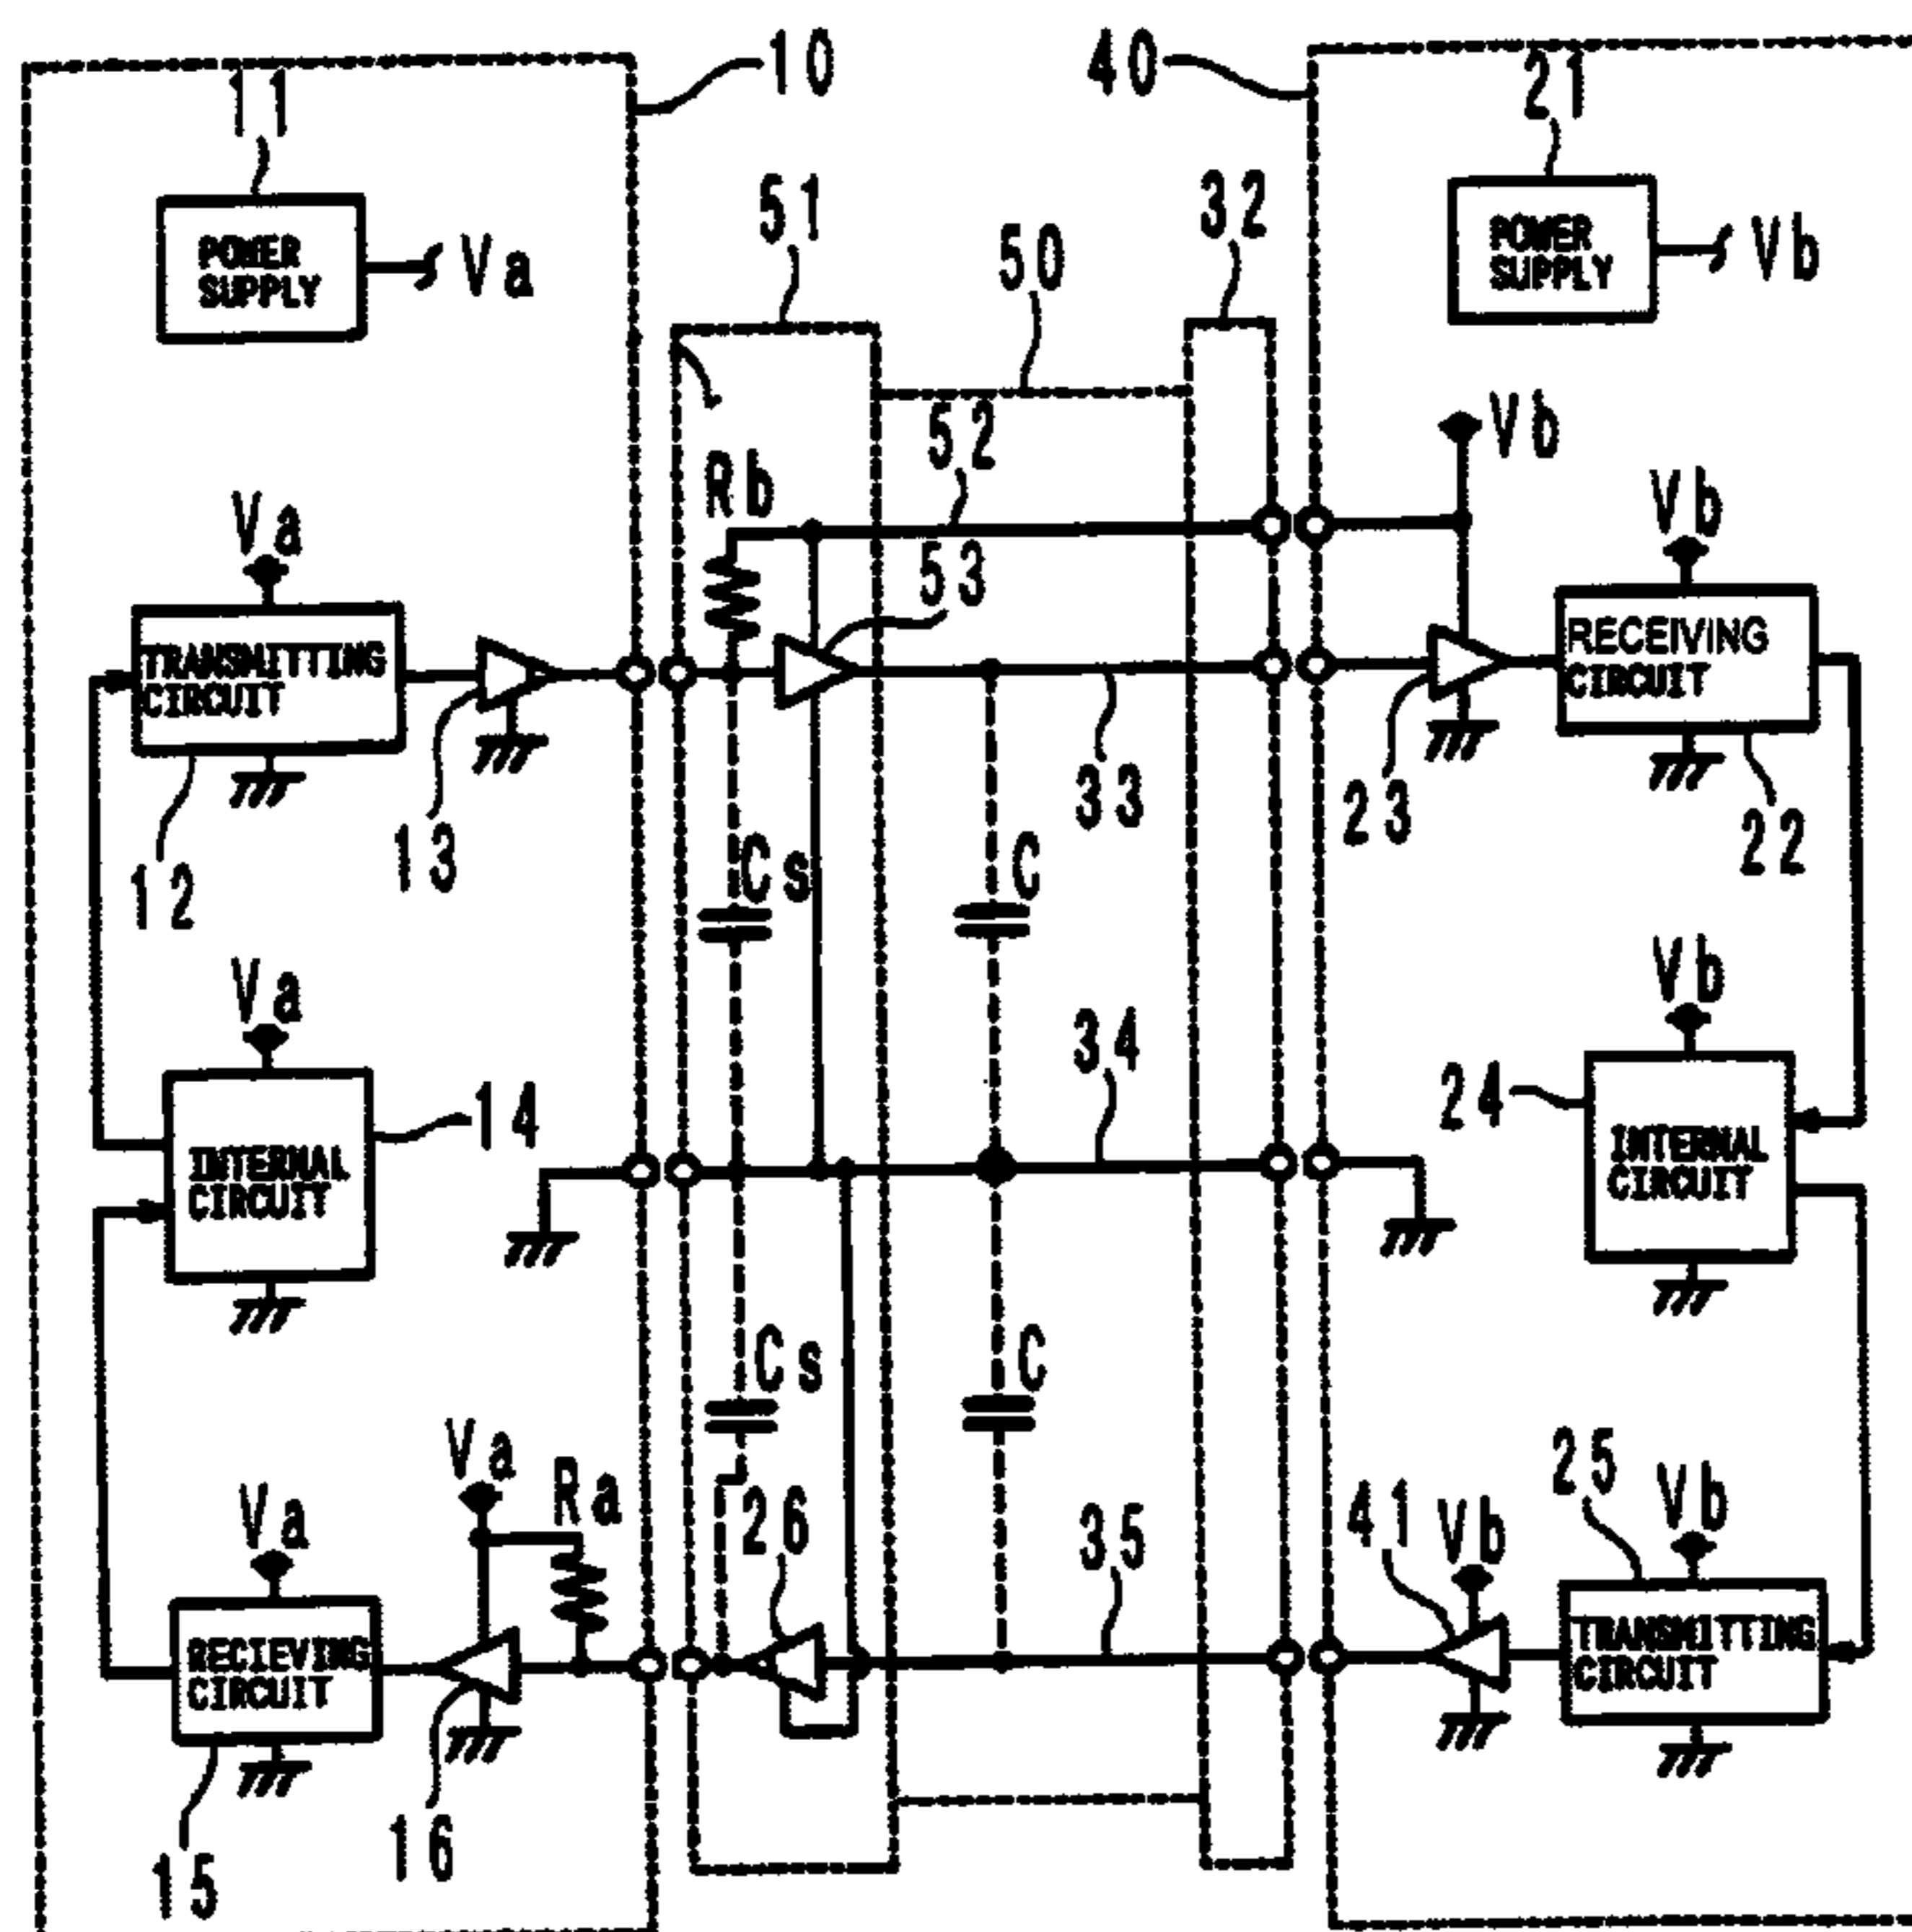 10
40
11
21
POWER
SUPPLY
Va
51
50
32
POWER
SUPPLY
Vb
52
Rb
53
Vb
Va
Vb
TRANSMITTING
CIRCUIT
RECEIVING
CIRCUIT
12
13
33
23
22
Cs
C
Va
Vb
14
34
24
INTERNAL
CIRCUIT
INTERNAL
CIRCUIT
Cs
C
Va
Ra
Va
26
35
41
Vb
25
Vb
RECIEVING
CIRCUIT
TRANSMITTING
CIRCUIT
15
16